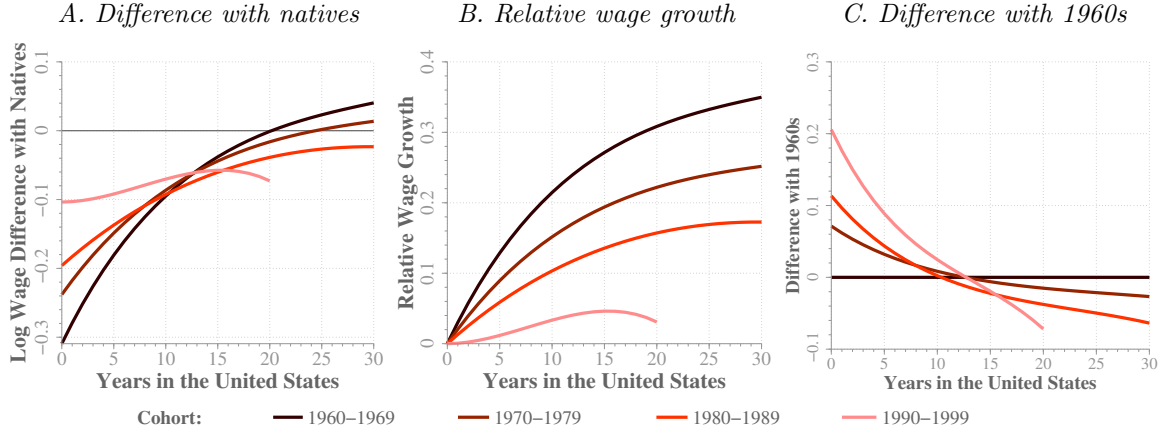 A. Difference with natives
B. Relative wage growth
C. Difference with 1960s
Log Wage Difference with Natives
0.1
0
−0.1
−0.2
−0.3
0 5 10 15 20 25 30
Years in the United States
Relative Wage Growth
0.4
0.3
0.2
0.1
0
0 5 10 15 20 25 30
Years in the United States
Difference with 1960s
0.3
0.2
0.1
0
−0.1
0 5 10 15 20 25 30
Years in the United States
Cohort: 1960−1969 1970−1979 1980−1989 1990−1999